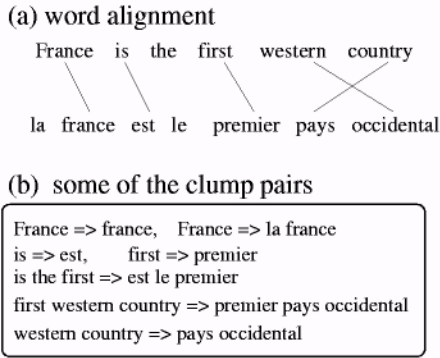 (a) word alignment
France is the first western country
la france est le premier pays occidental
(b) some of the clump pairs
France => france, France => la france
is => est, first => premier
is the first => est le premier
first western country => premier pays occidental
western country => pays occidental